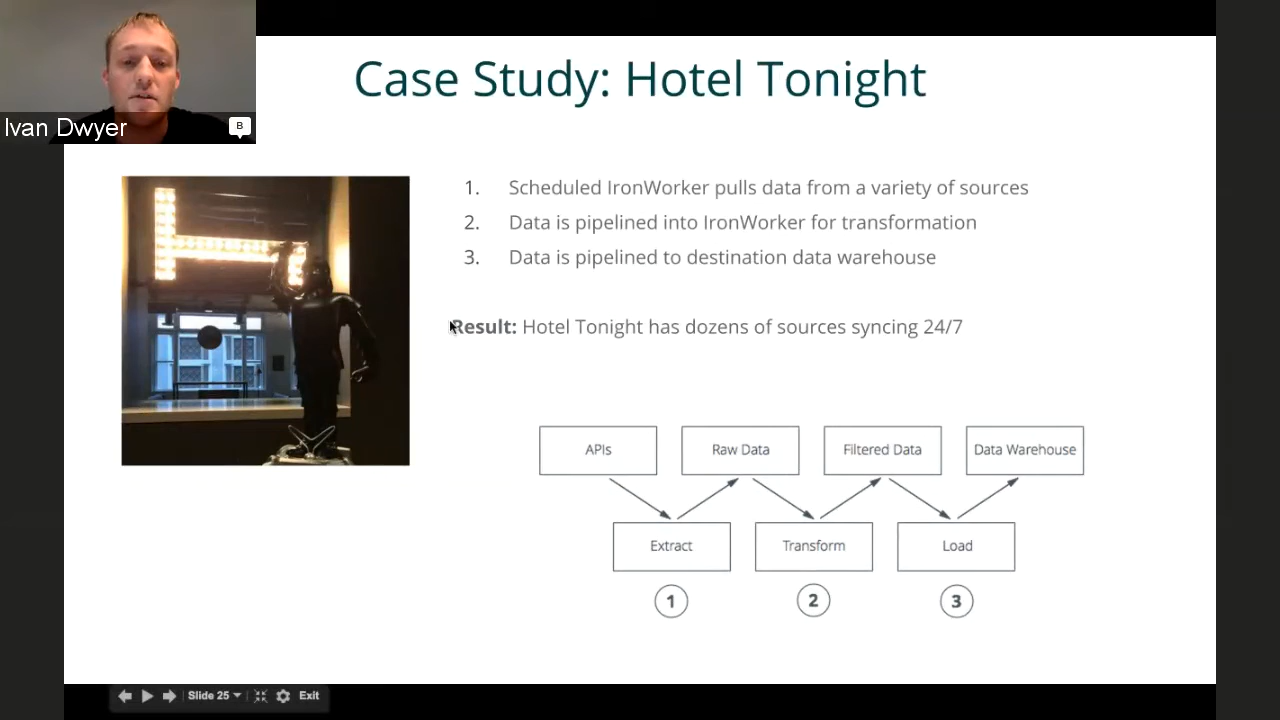 Case Study: Hotel Tonight
Ivan Dwyer
B
1. Scheduled IronWorker pulls data from a variety of sources
2. Data is pipelined into IronWorker for transformation
3. Data is pipelined to destination data warehouse
Result: Hotel Tonight has dozens of sources syncing 24/7
APIs
Raw Data
Filtered Data
Data Warehouse
Extract
Transform
Load
1
2
3
Slide 25
Exit